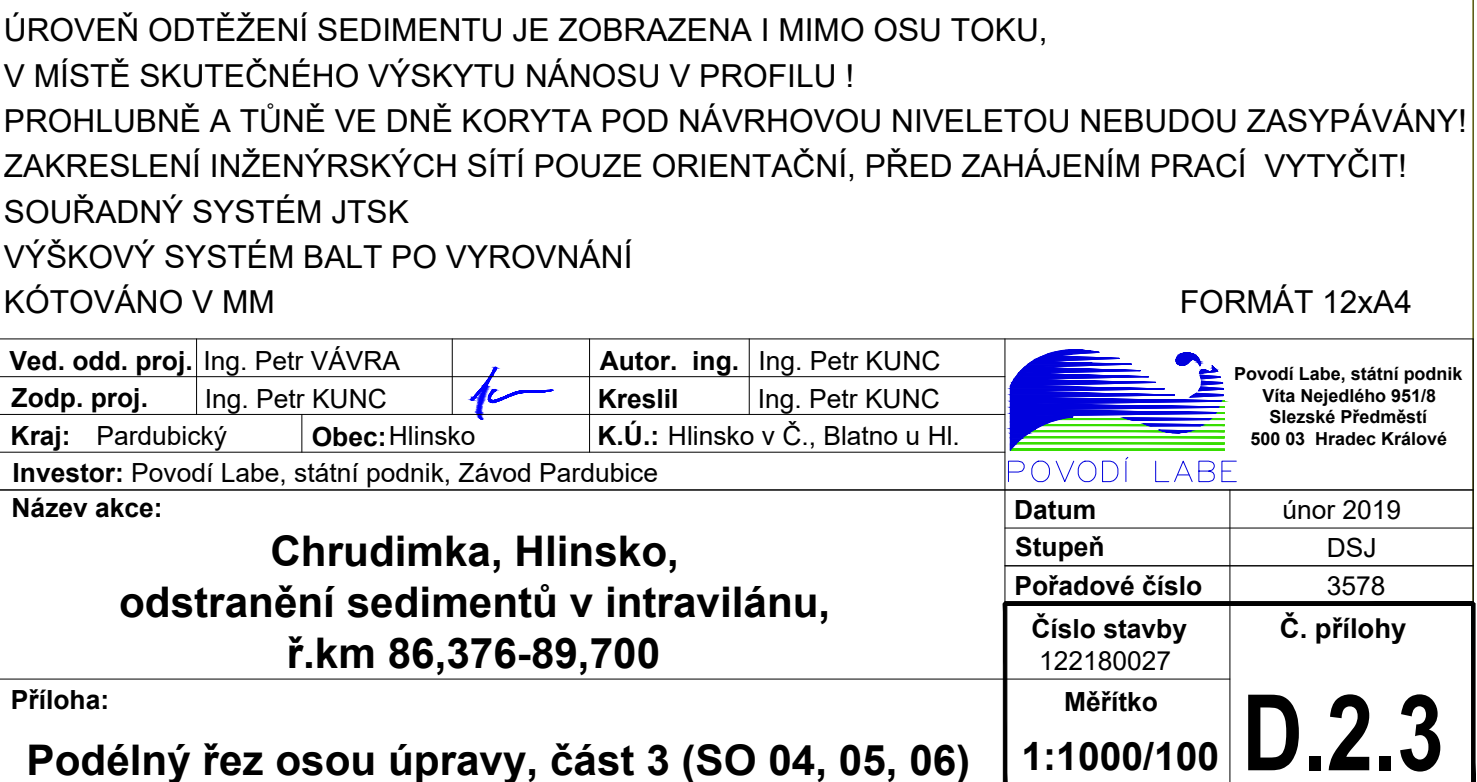 ÚROVEŇ ODTĚŽENÍ SEDIMENTU JE ZOBRAZENA I MIMO OSU TOKU,
V MÍSTĚ SKUTEČNÉHO VÝSKYTU NÁNOSU V PROFILU !
PROHLUBNĚ A TŮNĚ VE DNĚ KORYTA POD NÁVRHOVOU NIVELETOU NEBUDOU ZASYPÁVÁNY!
ZAKRESLENÍ INŽENÝRSKÝCH SÍTÍ POUZE ORIENTAČNÍ, PŘED ZAHÁJENÍM PRACÍ VYTYČIT!
SOUŘADNÝ SYSTÉM JTSK
VÝŠKOVÝ SYSTÉM BALT PO VYROVNÁNÍ
KÓTOVÁNO V MM FORMÁT 12xA4
Ved. odd. proj. Ing. Petr VÁVRA Autor. ing. Ing. Petr KUNC
Zodp. proj. Ing. Petr KUNC Kreslil Ing. Petr KUNC
Kraj: Pardubický Obec: Hlinsko K.Ú.: Hlinsko v Č., Blatno u Hl.
Investor: Povodí Labe, státní podnik, Závod Pardubice
POVODÍ LABE
Povodí Labe, státní podnik
Víta Nejedlého 951/8
Slezské Předměstí
500 03 Hradec Králové
Název akce:
Chrudimka, Hlinsko,
odstranění sedimentů v intravilánu,
ř.km 86,376-89,700
Datum únor 2019
Stupeň DSJ
Pořadové číslo 3578
Číslo stavby
122180027
Č. přílohy
D.2.3
Příloha:
Podélný řez osou úpravy, část 3 (SO 04, 05, 06)
Měřítko
1:1000/100